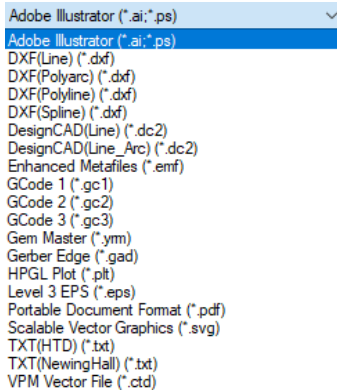 Adobe Illustrator (*.ai;*.ps)
Adobe Illustrator (*.ai;*.ps)
DXF(Line) (*.dxf)
DXF(Polyarc) (*.dxf)
DXF(Polyline) (*.dxf)
DXF(Spline) (*.dxf)
DesignCAD(Line) (*.dc2)
DesignCAD(Line_Arc) (*.dc2)
Enhanced Metafiles (*.emf)
GCode 1 (*.gc1)
GCode 2 (*.gc2)
GCode 3 (*.gc3)
Gem Master (*.yrm)
Gerber Edge (*.gad)
HPGL Plot (*.plt)
Level 3 EPS (*.eps)
Portable Document Format (*.pdf)
Scalable Vector Graphics (*.svg)
TXT(HTD) (*.txt)
TXT(NewingHall) (*.txt)
VPM Vector File (*.ctd)